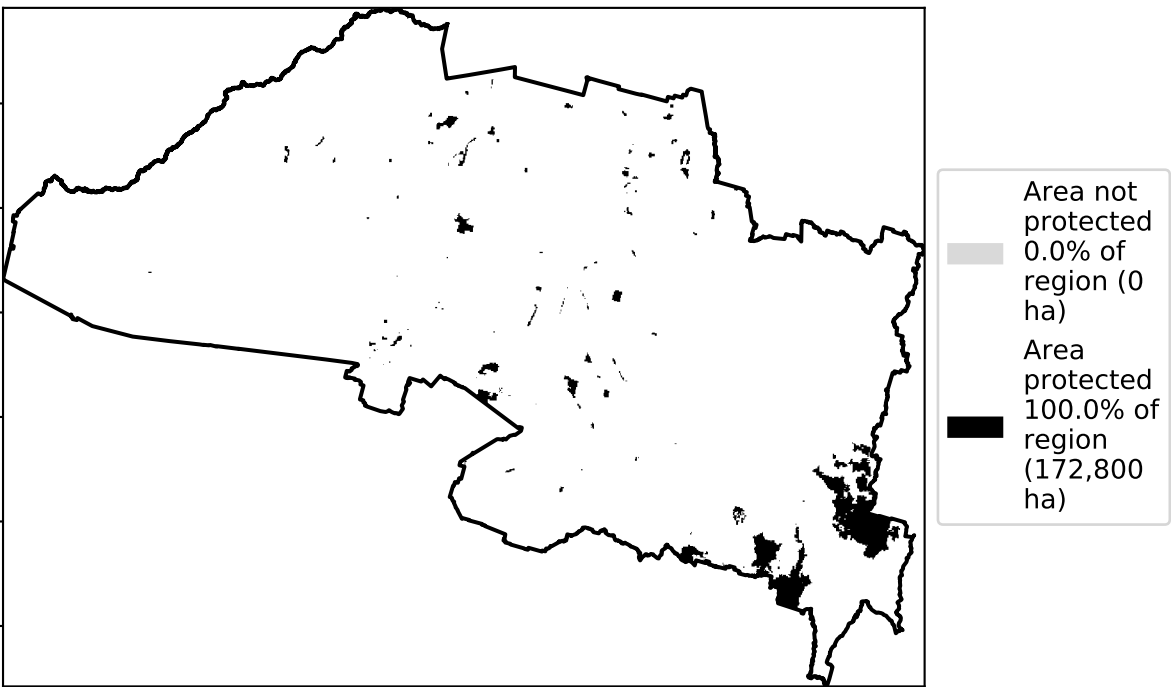 Area not
protected
0.0% of
region (0
ha)
Area
protected
100.0% of
region
(172,800
ha)